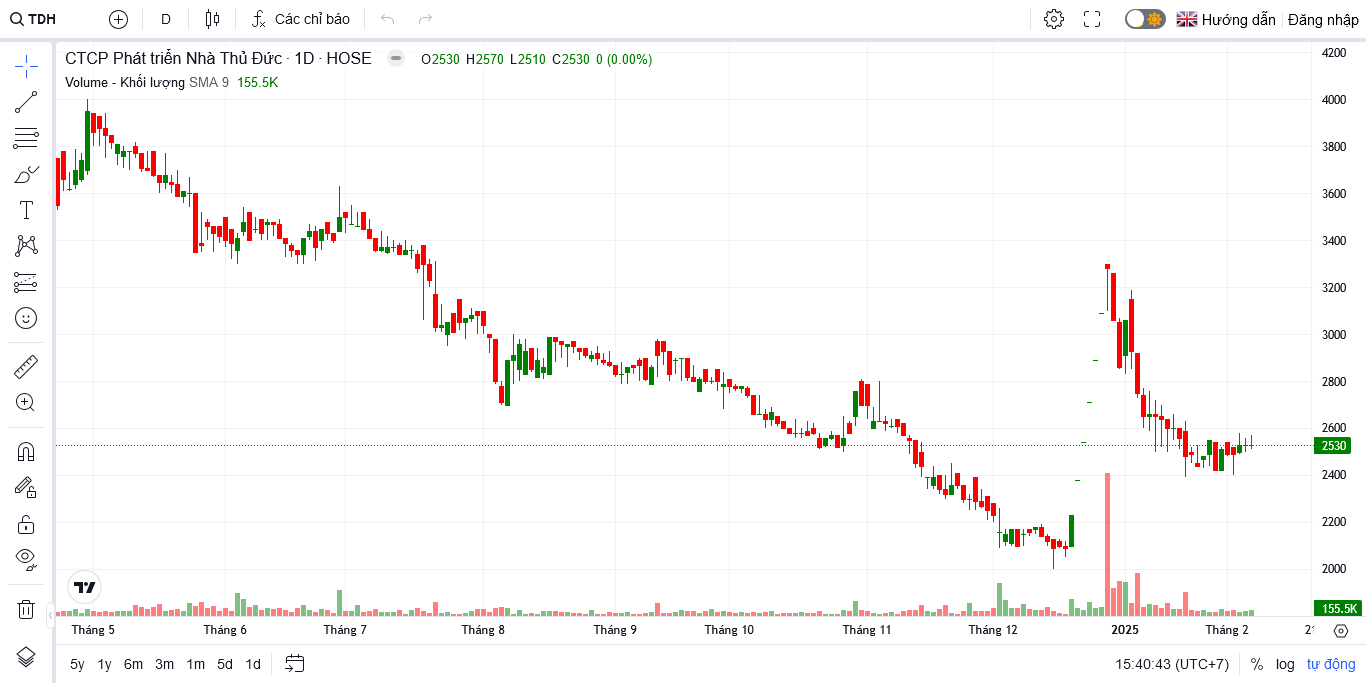 TDH D Các chỉ báo Hướng dẫn Đăng nhập
CTCP Phát triển Nhà Thủ Đức · 1D · HOSE O2530 H2570 L2510 C2530 0 (0.00%)
Volume - Khối lượng SMA 9 155.5K
4200
4000
3800
3600
3400
3200
3000
2800
2600
2530
2400
2200
2000
155.5K
Tháng 5 Tháng 6 Tháng 7 Tháng 8 Tháng 9 Tháng 10 Tháng 11 Tháng 12 2025 Tháng 2
5y 1y 6m 3m 1m 5d 1d 15:40:43 (UTC+7) % log tự động